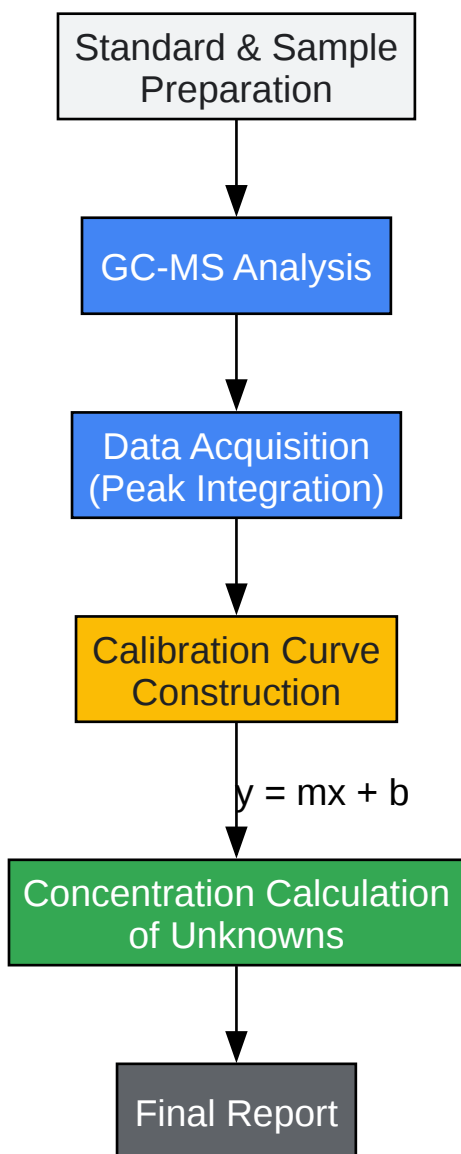 Standard & Sample
Preparation
GC-MS Analysis
Data Acquisition
(Peak Integration)
Calibration Curve
Construction
y = mx + b
Concentration Calculation
of Unknowns
Final Report